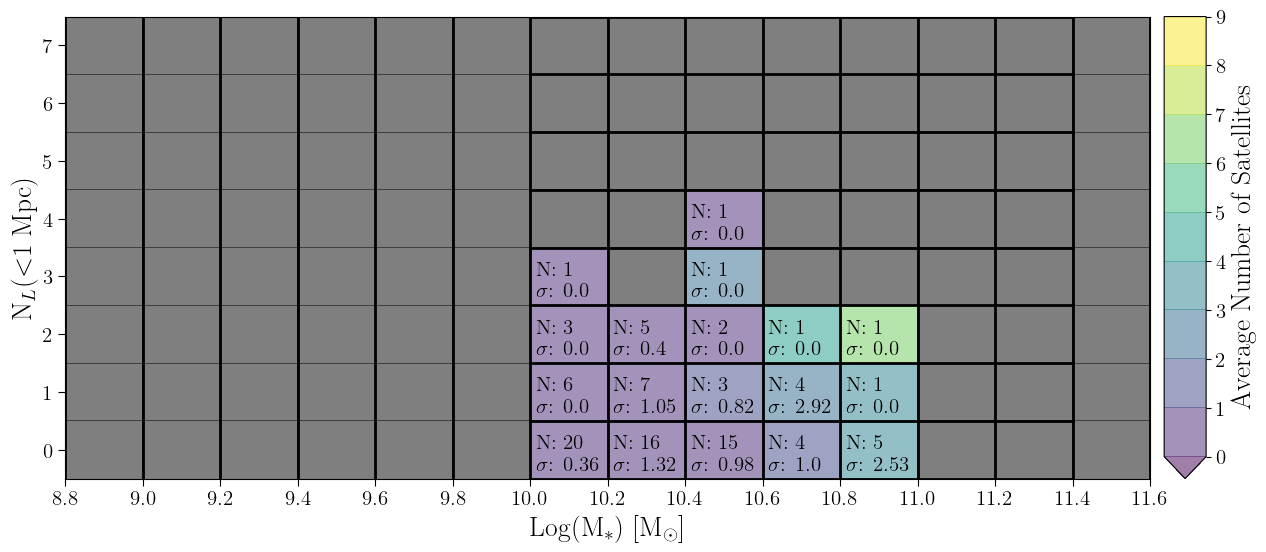 9
7
8
N: 1
σ: 0.0
N: 1
σ: 0.0
N: 1
σ: 0.0
N: 3
σ: 0.0
N: 5
σ: 0.4
N: 2
σ: 0.0
N: 1
σ: 0.0
N: 1
σ: 0.0
N: 6
σ: 0.0
N: 7
σ: 1.05
N: 3
σ: 0.82
N: 4
σ: 2.92
N: 1
σ: 0.0
N: 20
σ: 0.36
N: 16
σ: 1.32
N: 15
σ: 0.98
N: 4
σ: 1.0
N: 5
σ: 2.53
6
5
4
3
2
1
0
N_L(<1 Mpc)
8.8 9.0 9.2 9.4 9.6 9.8 10.0 10.2 10.4 10.6 10.8 11.0 11.2 11.4 11.6
Log(M_*) [M_⊙]
7
6
5
4
3
2
1
0
Average Number of Satellites